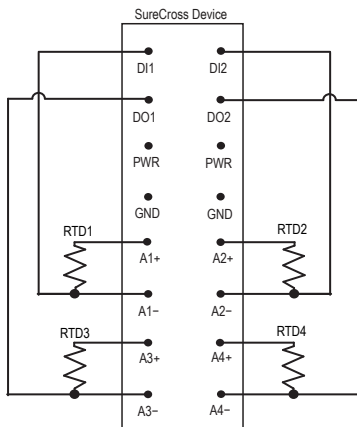 SureCross Device
DI1 DI2
DO1 DO2
PWR PWR
GND GND
RTD1 RTD2
A1+ A2+
A1− A2−
RTD3 RTD4
A3+ A4+
A3− A4−